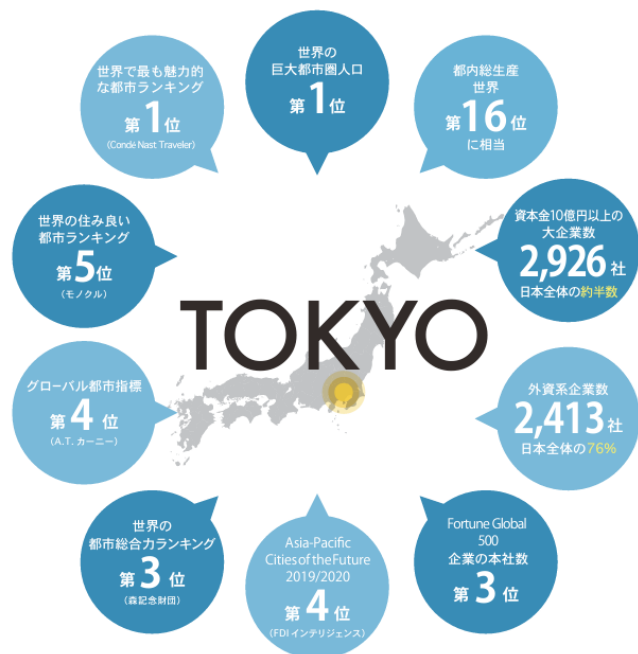 世界の
巨大都市圏人口
第1位
都内総生産
世界
第16位
に相当
資本金10億円以上の
大企業数
2,926社
日本全体の約半数
外資系企業数
2,413社
日本全体の76%
Fortune Global
500
企業の本社数
第3位
Asia-Pacific
Cities of the Future
2019/2020
第4位
(FDIインテリジェンス)
世界の
都市総合力ランキング
第3位
(森記念財団)
グローバル都市指標
第4位
(A.T.カーニー)
世界の住み良い
都市ランキング
第5位
(モノクル)
世界で最も魅力的
な都市ランキング
第1位
(Condé Nast Traveler)
TOKYO